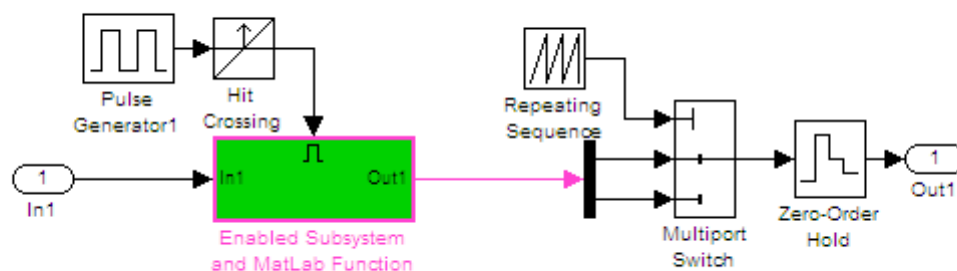 Pulse
Generator1
Hit
Crossing
Repeating
Sequence
1
In1
In1
Out1
Enabled Subsystem
and MatLab Function
Multiport
Switch
Zero-Order
Hold
1
Out1